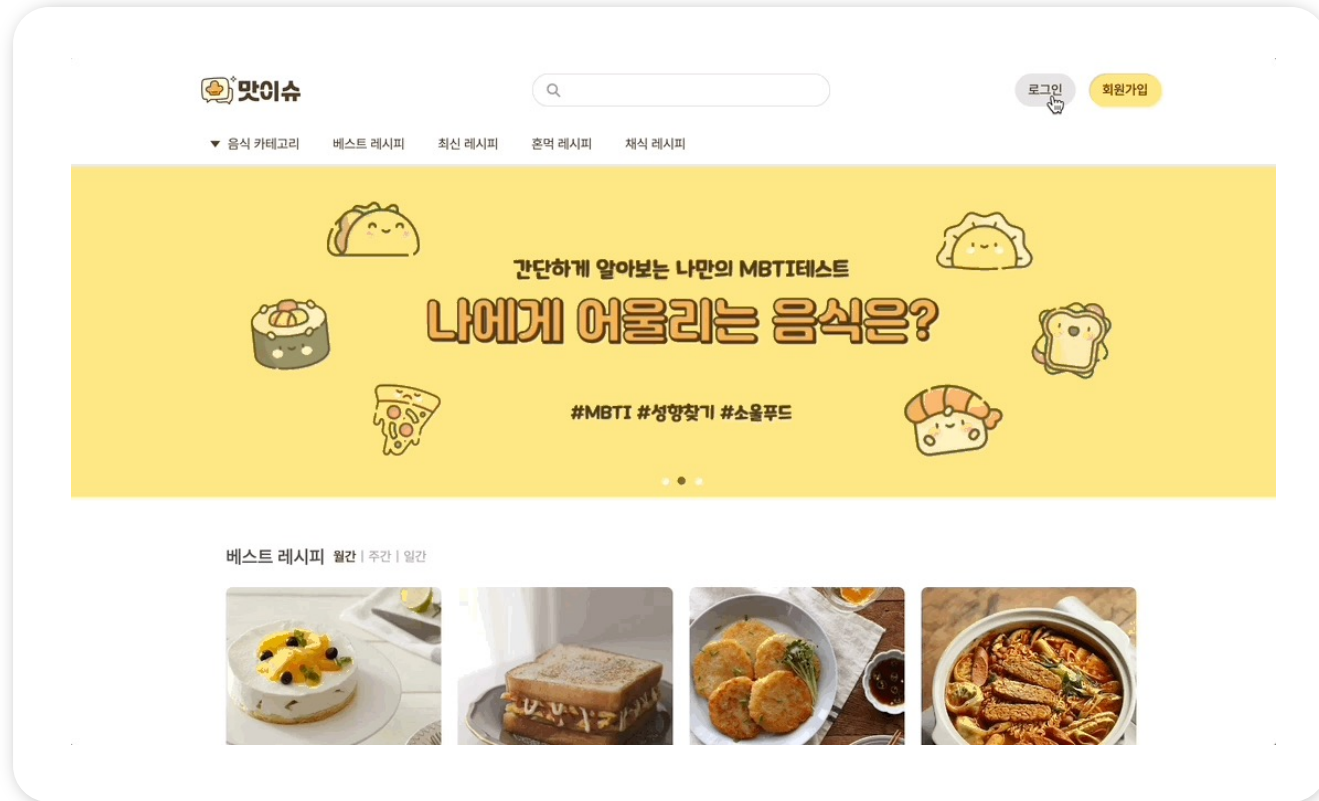 맛이슈
로그인
회원가입
▼ 음식 카테고리 베스트 레시피 최신 레시피 혼먹 레시피 채식 레시피
간단하게 알아보는 나만의 MBTI테스트
나에게 어울리는 음식은?
#MBTI #성향찾기 #소울푸드
베스트 레시피 월간 | 주간 | 일간